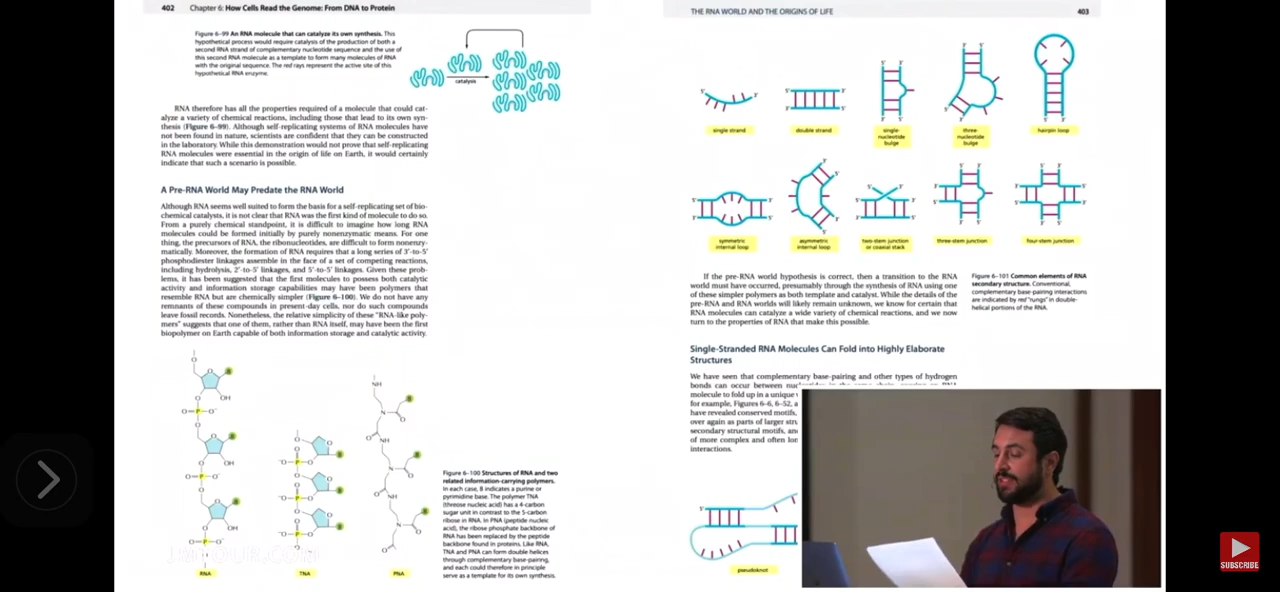 402 Chapter 6: How Cells Read the Genome: From DNA to Protein
Figure 6–99 An RNA molecule that can catalyze its own synthesis. This
hypothetical process would require catalysis of the production of both a
second RNA strand of complementary nucleotide sequence and the use of
this second RNA molecule as a template to form many molecules of RNA
with the original sequence. The red rays represent the active site of this
hypothetical RNA enzyme.
catalysis
RNA therefore has all the properties required of a molecule that could cat-
alyze a variety of chemical reactions, including those that lead to its own syn-
thesis (Figure 6–99). Although self-replicating systems of RNA molecules have
not been found in nature, scientists are confident that they can be constructed
in the laboratory. While this demonstration would not prove that self-replicating
RNA molecules were essential in the origin of life on Earth, it would certainly
indicate that such a scenario is possible.
A Pre-RNA World May Predate the RNA World
Although RNA seems well suited to form the basis for a self-replicating set of bio-
chemical catalysts, it is not clear that RNA was the first kind of molecule to do so.
From a purely chemical standpoint, it is difficult to imagine how long RNA
molecules could be formed initially by purely nonenzymatic means. For one
thing, the precursors of RNA, the ribonucleotides, are difficult to form nonenzy-
matically. Moreover, the formation of RNA requires that a long series of 3'-to-5'
phosphodiester linkages assemble in the face of a set of competing reactions,
including hydrolysis, 2'-to-5' linkages, and 5'-to-5' linkages. Given these prob-
lems, it has been suggested that the first molecules to possess both catalytic
activity and information storage capabilities may have been polymers that
resemble RNA but are chemically simpler (Figure 6–100). We do not have any
remnants of these compounds in present-day cells, nor do such compounds
leave fossil records. Nonetheless, the relative simplicity of these "RNA-like poly-
mers" suggests that one of them, rather than RNA itself, may have been the first
biopolymer on Earth capable of both information storage and catalytic activity.
RNA
TNA
PNA
Figure 6–100 Structures of RNA and two
related information-carrying polymers.
In each case, B indicates a purine or
pyrimidine base. The polymer TNA
(threose nucleic acid) has a 4-carbon
sugar unit in contrast to the 5-carbon
ribose in RNA. In PNA (peptide nucleic
acid), the ribose phosphate backbone of
RNA has been replaced by the peptide
backbone found in proteins. Like RNA,
TNA and PNA can form double helices
through complementary base-pairing,
and each could therefore in principle
serve as a template for its own synthesis.
THE RNA WORLD AND THE ORIGINS OF LIFE 403
single strand
double strand
single-
nucleotide
bulge
three-
nucleotide
bulge
hairpin loop
symmetric
internal loop
asymmetric
internal loop
two-stem junction
or coaxial stack
three-stem junction
four-stem junction
If the pre-RNA world hypothesis is correct, then a transition to the RNA
world must have occurred, presumably through the synthesis of RNA using one
of these simpler polymers as both template and catalyst. While the details of the
pre-RNA and RNA worlds will likely remain unknown, we know for certain that
RNA molecules can catalyze a wide variety of chemical reactions, and we now
turn to the properties of RNA that make this possible.
Figure 6–101 Common elements of RNA
secondary structure. Conventional,
complementary base-pairing interactions
are indicated by red "rungs" in double-
helical portions of the RNA.
Single-Stranded RNA Molecules Can Fold into Highly Elaborate
Structures
We have seen that complementary base-pairing and other types of hydrogen
bonds can occur between
molecule to fold up in a unique
for example, Figures 6–6, 6–52, a
have revealed conserved motifs,
over again as parts of larger stru
secondary structural motifs, an
of more complex and often lon
interactions.
pseudoknot
SUBSCRIBE